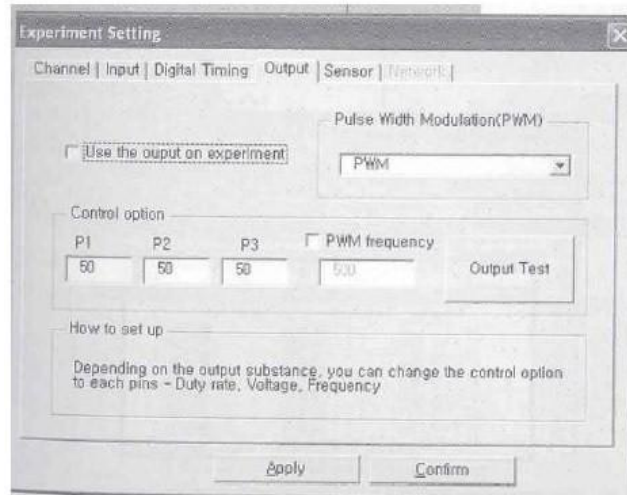 Experiment Setting
Channel | Input | Digital Timing | Output | Sensor | Network |
Pulse Width Modulation(PWM)
Use the ouput on experiment
PWM
Control option
P1 P2 P3 PWM frequency
50 50 50 500 Output Test
How to set up
Depending on the output substance, you can change the control option
to each pins - Duty rate, Voltage, Frequency
Apply Confirm